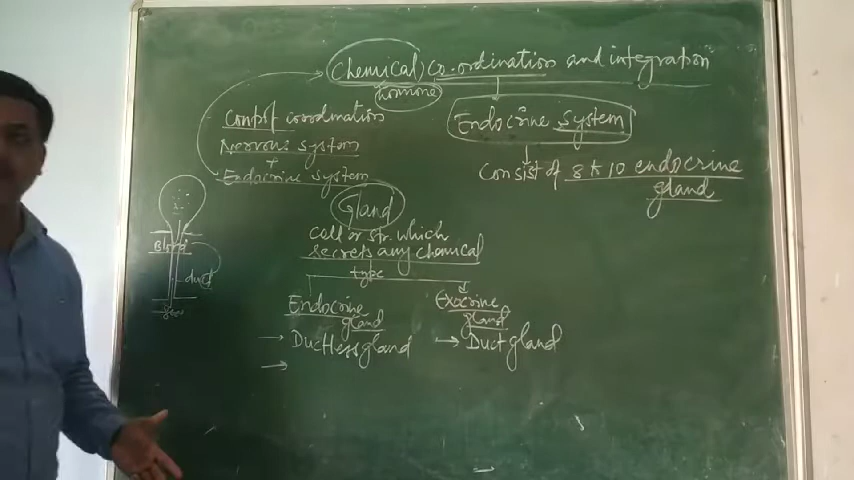 Chemical, Co-ordination and integration
hormone
Compt of coordination
Nervous system
+
Endocrine system
Endocrine system
Consist of 8 to 10 endocrine
gland
Gland
cell or str. which
secrets any chemical
type
Blood
duct
Endocrine
gland
→ Ductless gland
→
Exocrine
gland
→ Duct gland